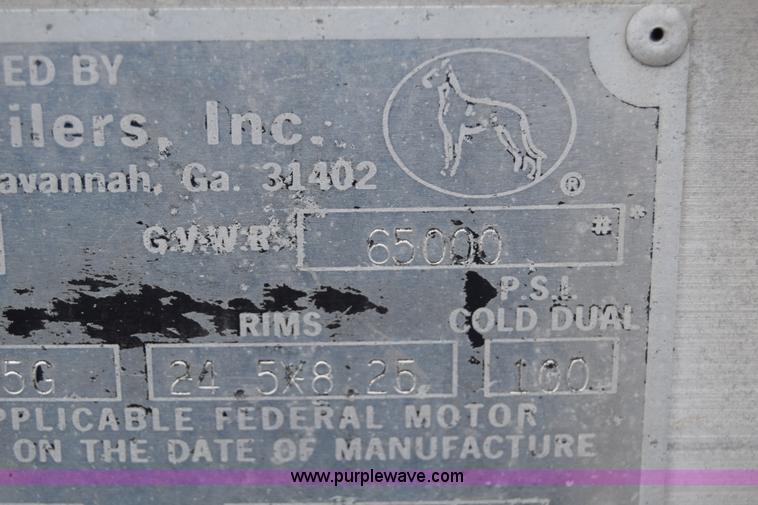 ED BY
ilers, Inc.
avannah, Ga. 31402
®
G.V.W.R. 65000 #*
P.S.I.
RIMS COLD DUAL
5G 24 5X8.25 100
PPLICABLE FEDERAL MOTOR
ON THE DATE OF MANUFACTURE
www.purplewave.com